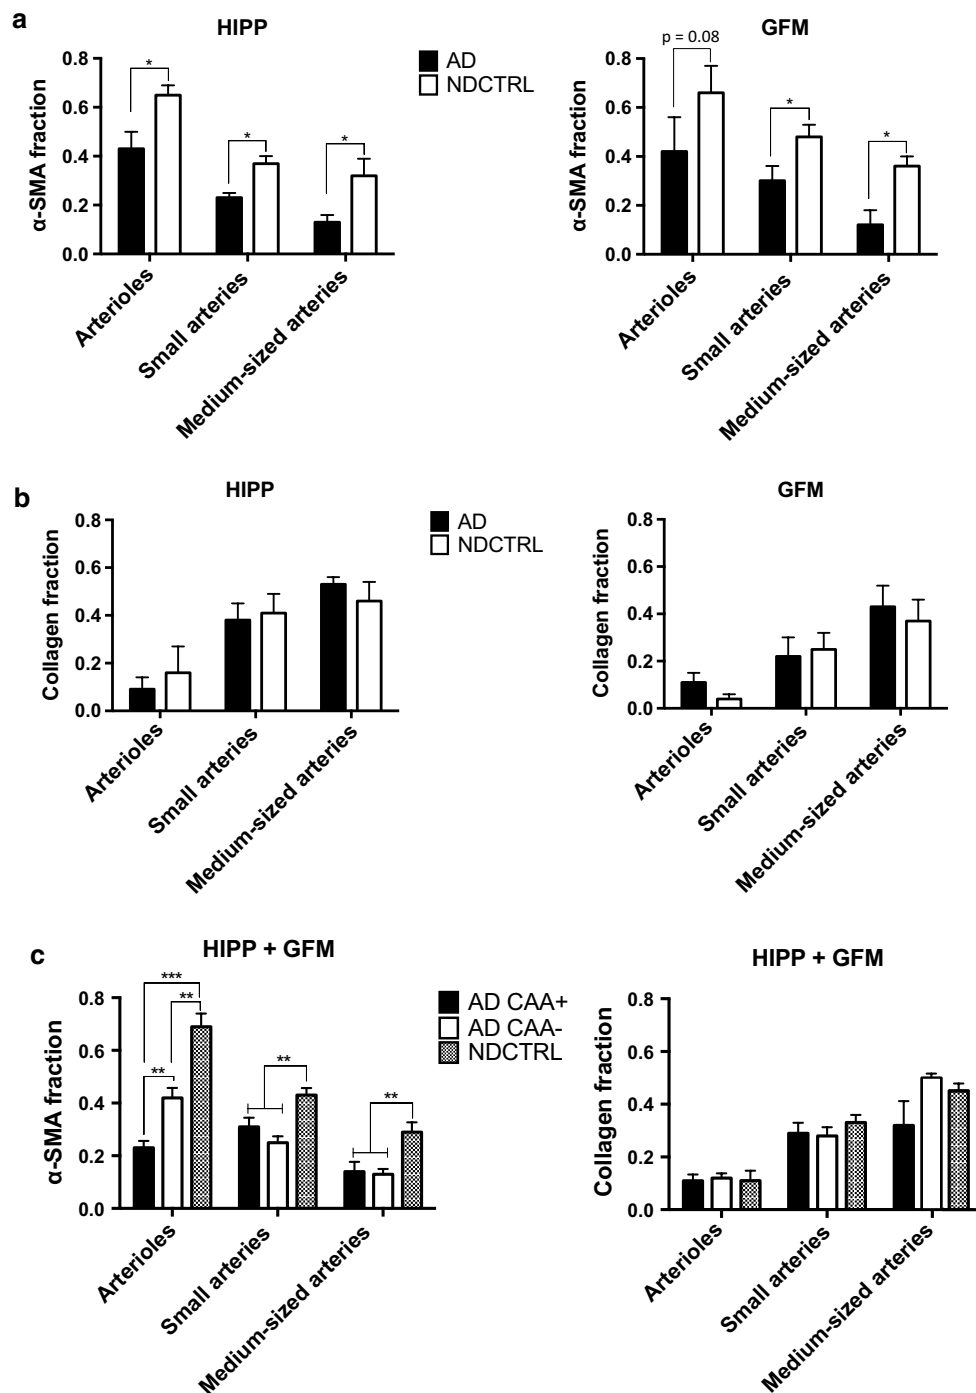 a
HIPP
GFM
AD
NDCTRL
α-SMA fraction
0.8
0.6
0.4
0.2
0.0
*
*
*
Arterioles
Small arteries
Medium-sized arteries
α-SMA fraction
0.8
0.6
0.4
0.2
0.0
p = 0.08
*
*
Arterioles
Small arteries
Medium-sized arteries
b
HIPP
GFM
AD
NDCTRL
Collagen fraction
0.8
0.6
0.4
0.2
0.0
Arterioles
Small arteries
Medium-sized arteries
Collagen fraction
0.8
0.6
0.4
0.2
0.0
Arterioles
Small arteries
Medium-sized arteries
c
HIPP + GFM
HIPP + GFM
AD CAA+
AD CAA-
NDCTRL
α-SMA fraction
0.8
0.6
0.4
0.2
0.0
***
**
**
**
**
Arterioles
Small arteries
Medium-sized arteries
Collagen fraction
0.8
0.6
0.4
0.2
0.0
Arterioles
Small arteries
Medium-sized arteries